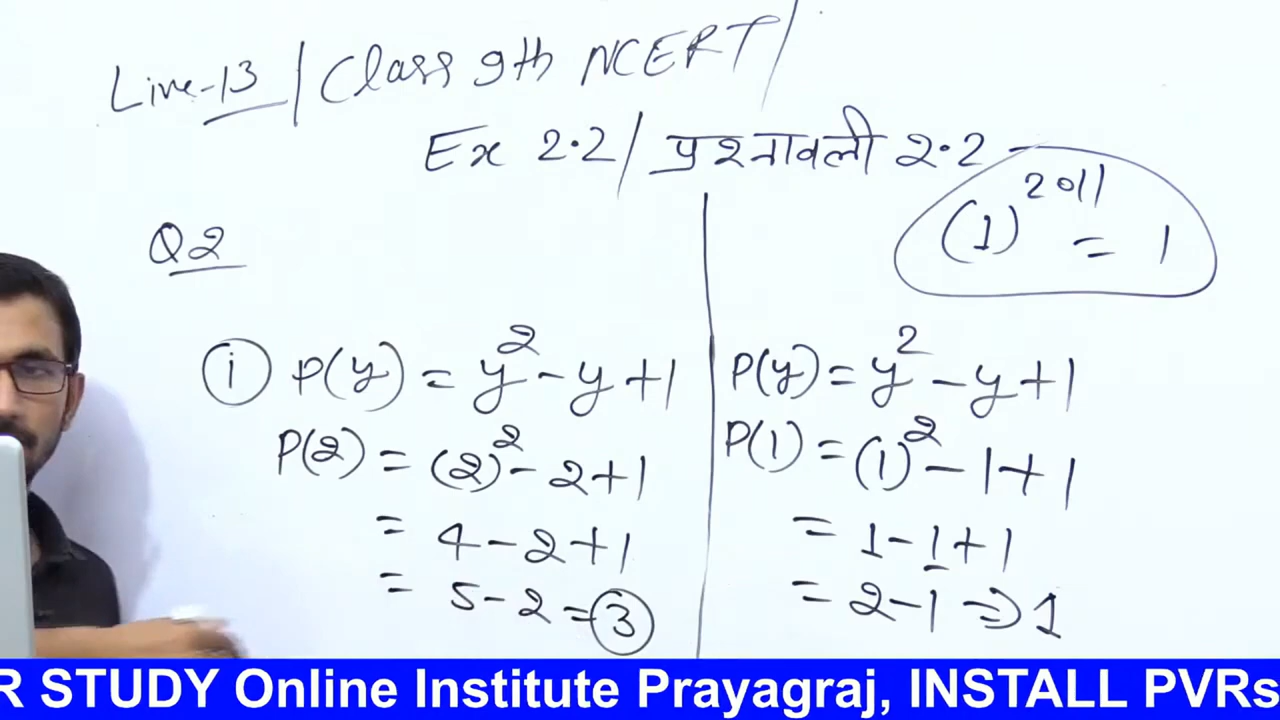 Live-13 / Class 9th NCERT /
Ex 2.2 / प्रश्नावली 2.2
(1)^2011 = 1
Q2
(i) P(y) = y^2 - y + 1
P(2) = (2)^2 - 2 + 1
= 4 - 2 + 1
= 5 - 2 = 3
P(y) = y^2 - y + 1
P(1) = (1)^2 - 1 + 1
= 1 - 1 + 1
= 2 - 1 => 1
R STUDY Online Institute Prayagraj, INSTALL PVRs